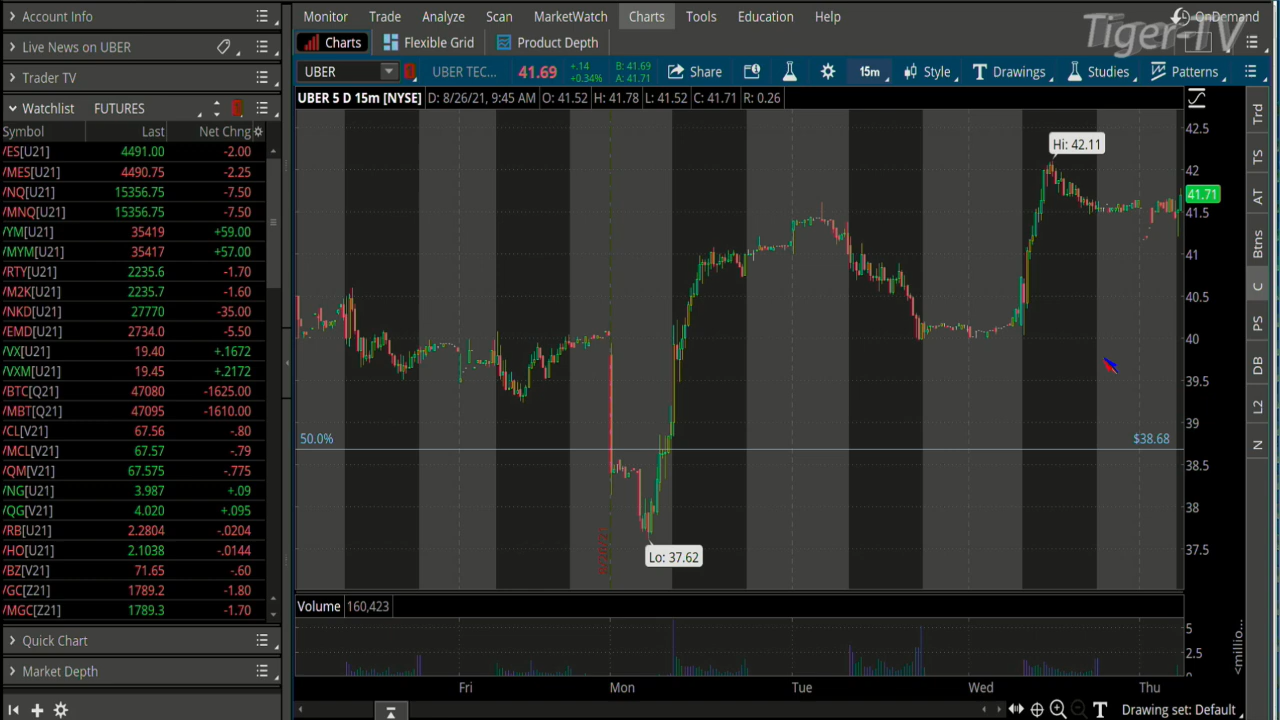 Account Info
Monitor Trade Analyze Scan MarketWatch Charts Tools Education Help
OnDemand
Tiger-TV
Live News on UBER
Charts Flexible Grid Product Depth
Trader TV
UBER UBER TEC... 41.69 +.14 +0.34% B: 41.69 A: 41.71 Share 15m Style Drawings Studies Patterns
Watchlist FUTURES
UBER 5 D 15m [NYSE] D: 8/26/21, 9:45 AM O: 41.52 H: 41.78 L: 41.52 C: 41.71 R: 0.26
Symbol Last Net Chng
/ES[U21] 4491.00 -2.00
/MES[U21] 4490.75 -2.25
/NQ[U21] 15356.75 -7.50
/MNQ[U21] 15356.75 -7.50
/YM[U21] 35419 +59.00
/MYM[U21] 35417 +57.00
/RTY[U21] 2235.6 -1.70
/M2K[U21] 2235.7 -1.60
/NKD[U21] 27770 -35.00
/EMD[U21] 2734.0 -5.50
/VX[U21] 19.40 +.1672
/VXM[U21] 19.45 +.2172
/BTC[Q21] 47080 -1625.00
/MBT[Q21] 47095 -1610.00
/CL[V21] 67.56 -.80
/MCL[V21] 67.57 -.79
/QM[V21] 67.575 -.775
/NG[U21] 3.987 +.09
/QG[V21] 4.020 +.095
/RB[U21] 2.2804 -.0204
/HO[U21] 2.1038 -.0144
/BZ[V21] 71.65 -.60
/GC[Z21] 1789.2 -1.80
/MGC[Z21] 1789.3 -1.70
Quick Chart
Market Depth
Hi: 42.11
Lo: 37.62
50.0% $38.68
42.5
42
41.71
41.5
41
40.5
40
39.5
39
38.5
38
37.5
Volume 160,423
5
2.5
<millio...
Fri Mon Tue Wed Thu
Trd
TS
AT
Btns
C
PS
DB
L2
N
Drawing set: Default